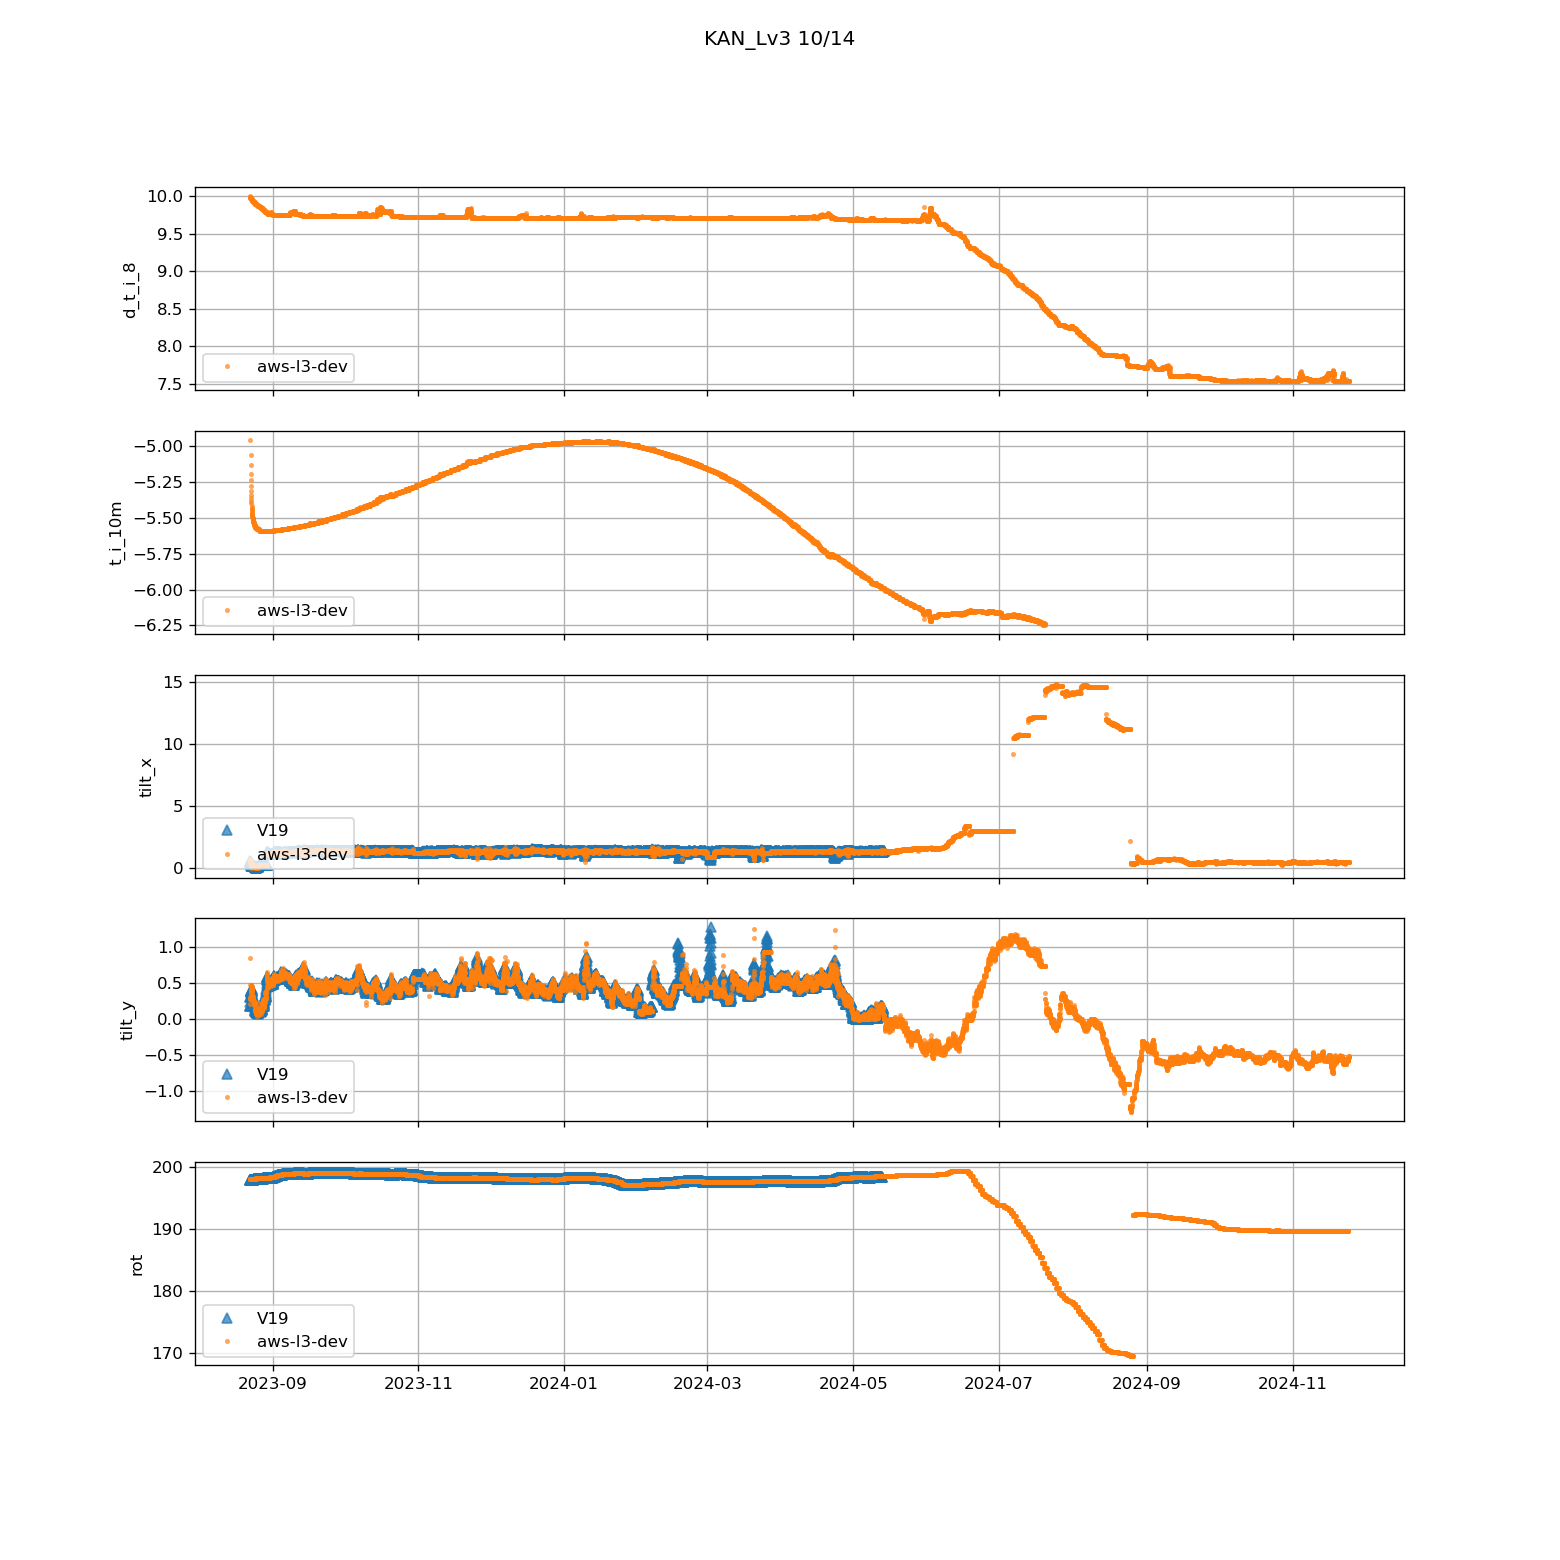 KAN_Lv3 10/14
10.0
9.5
9.0
8.5
8.0
7.5
d_t_i_8
aws-l3-dev
−5.00
−5.25
−5.50
−5.75
−6.00
−6.25
t_i_10m
aws-l3-dev
15
10
5
0
tilt_x
V19
aws-l3-dev
1.0
0.5
0.0
−0.5
−1.0
tilt_y
V19
aws-l3-dev
200
190
180
170
rot
V19
aws-l3-dev
2023-09 2023-11 2024-01 2024-03 2024-05 2024-07 2024-09 2024-11